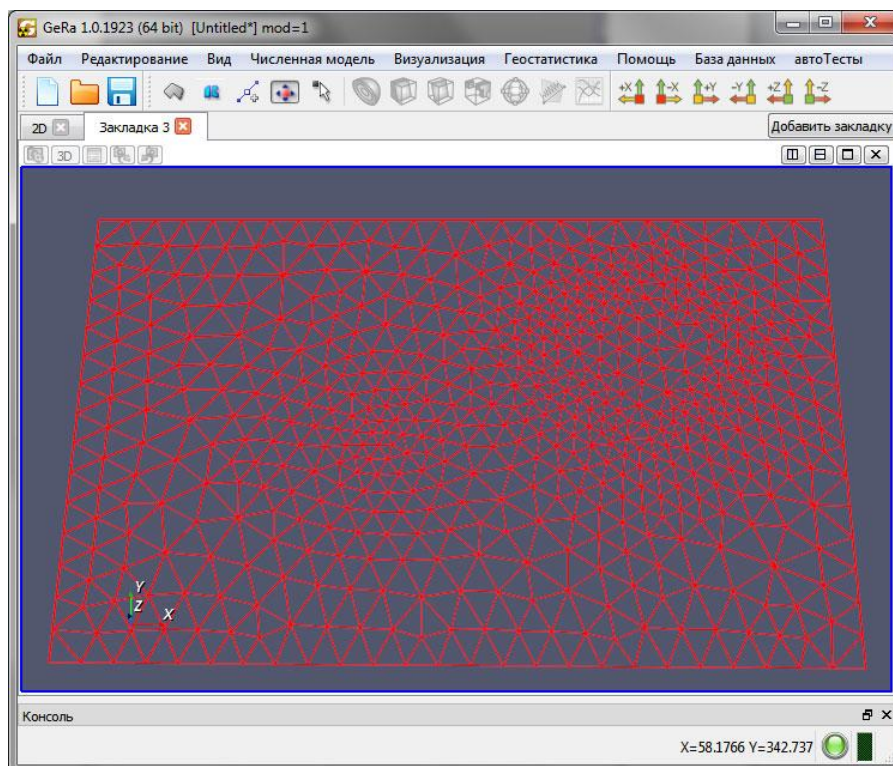 GeRa 1.0.1923 (64 bit) [Untitled*] mod=1
Файл Редактирование Вид Численная модель Визуализация Геостатистика Помощь База данных автоТесты
+X -X +Y -Y +Z -Z
2D Закладка 3 Добавить закладку
3D
Y
Z X
Консоль
X=58.1766 Y=342.737